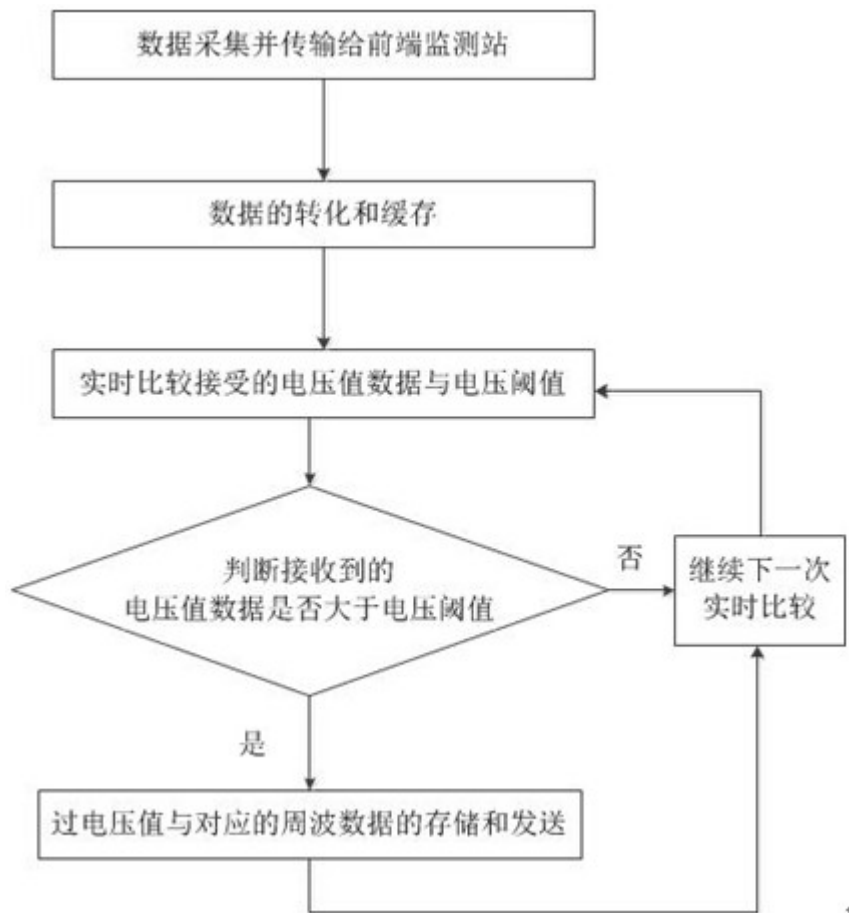 数据采集并传输给前端监测站
数据的转化和缓存
实时比较接受的电压值数据与电压阈值
判断接收到的
电压值数据是否大于电压阈值
否
继续下一次
实时比较
是
过电压值与对应的周波数据的存储和发送